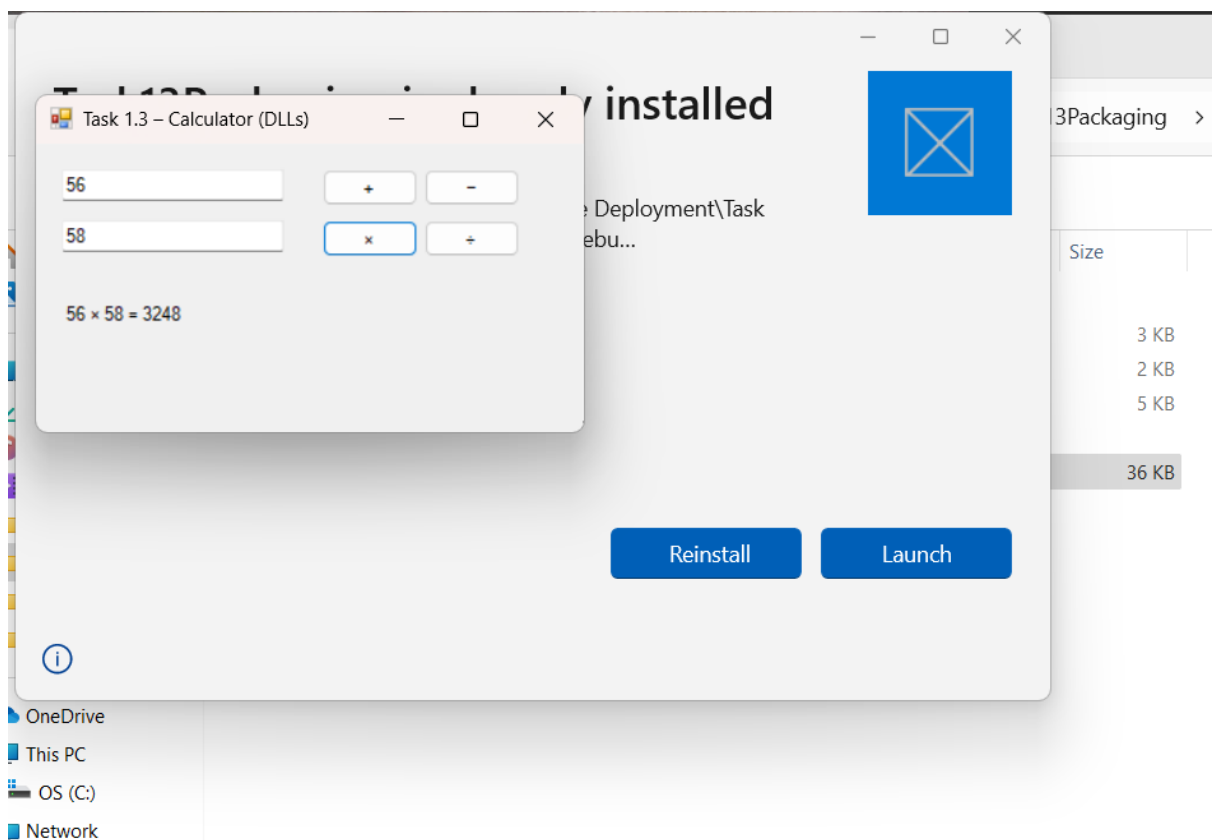 installed
Task 1.3 – Calculator (DLLs)
3Packaging
56
+
−
Deployment\Task
58
×
÷
ebu...
Size
56 × 58 = 3248
3 KB
2 KB
5 KB
36 KB
Reinstall
Launch
OneDrive
This PC
OS (C:)
Network